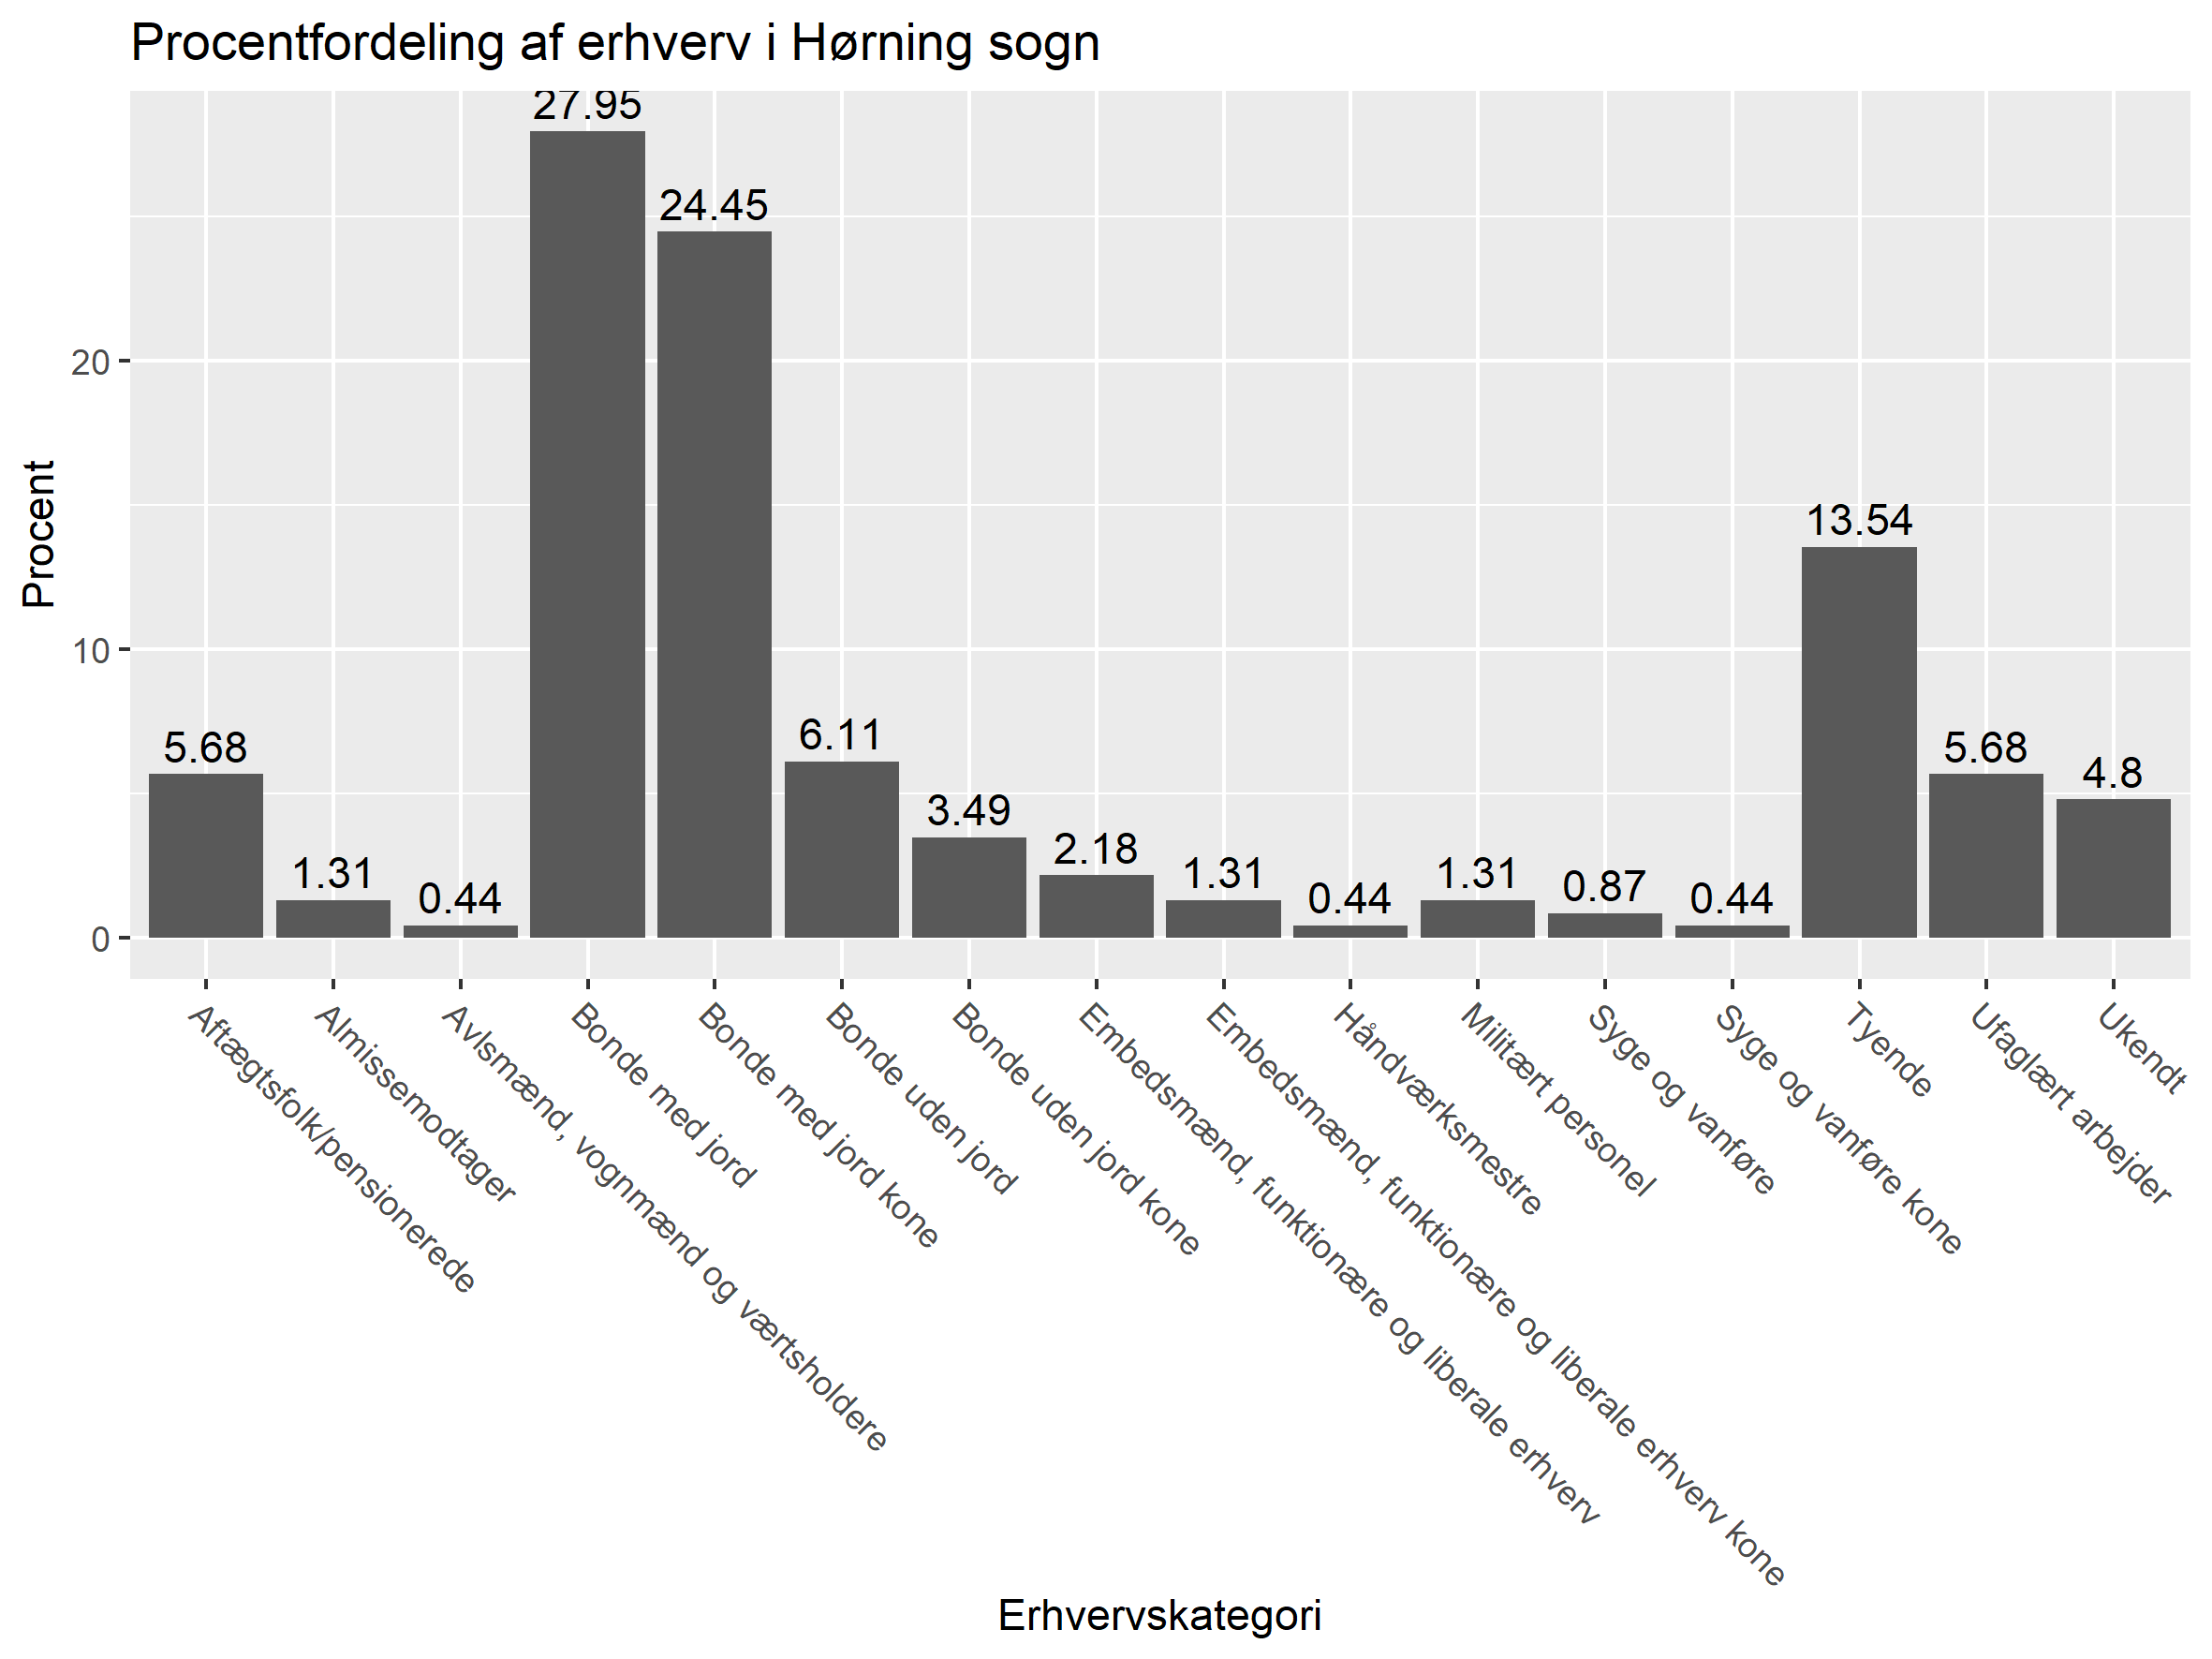 Procentfordeling af erhverv i Hørning sogn
27.95
24.45
13.54
6.11
5.68
5.68
4.8
3.49
2.18
1.31
1.31
1.31
0.87
0.44
0.44
0.44
20
10
0
Procent
Aftægtsfolk/pensionerede
Almissemodtager
Avlsmænd, vognmænd og værtsholdere
Bonde med jord
Bonde med jord kone
Bonde uden jord
Bonde uden jord kone
Embedsmænd, funktionære og liberale erhverv
Embedsmænd, funktionære og liberale erhverv kone
Håndværksmestre
Militært personel
Syge og vanføre
Syge og vanføre kone
Tyende
Ufaglært arbejder
Ukendt
Erhvervskategori